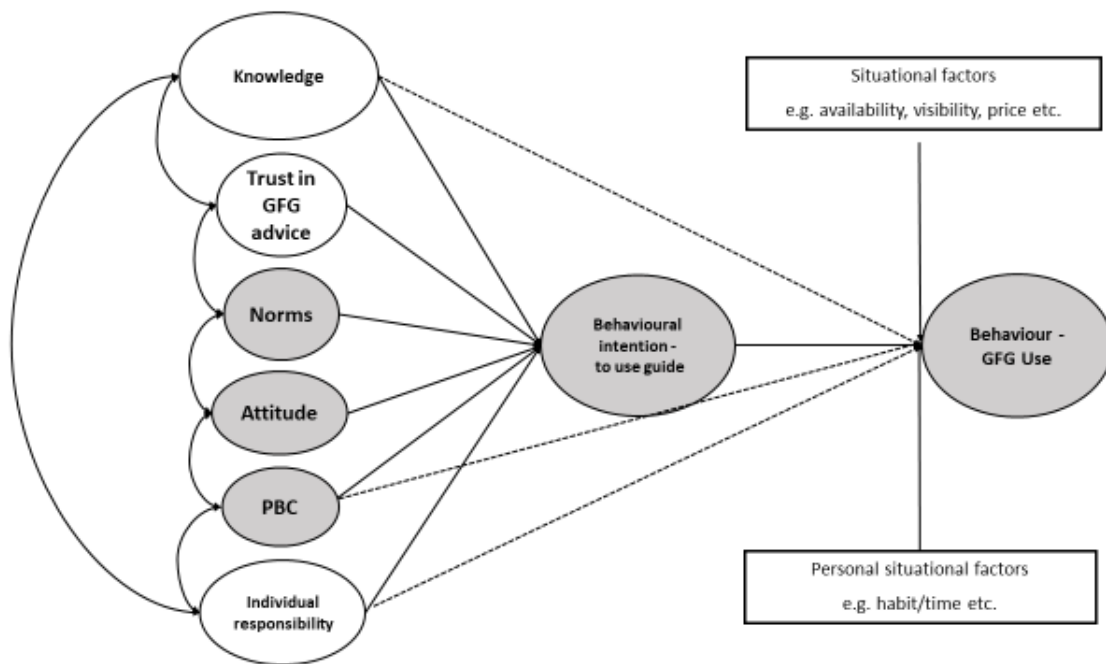 Knowledge
Situational factors
e.g. availability, visibility, price etc.
Trust in
GFG
advice
Norms
Behavioural
intention -
to use guide
Behaviour -
GFG Use
Attitude
PBC
Individual
responsibility
Personal situational factors
e.g. habit/time etc.